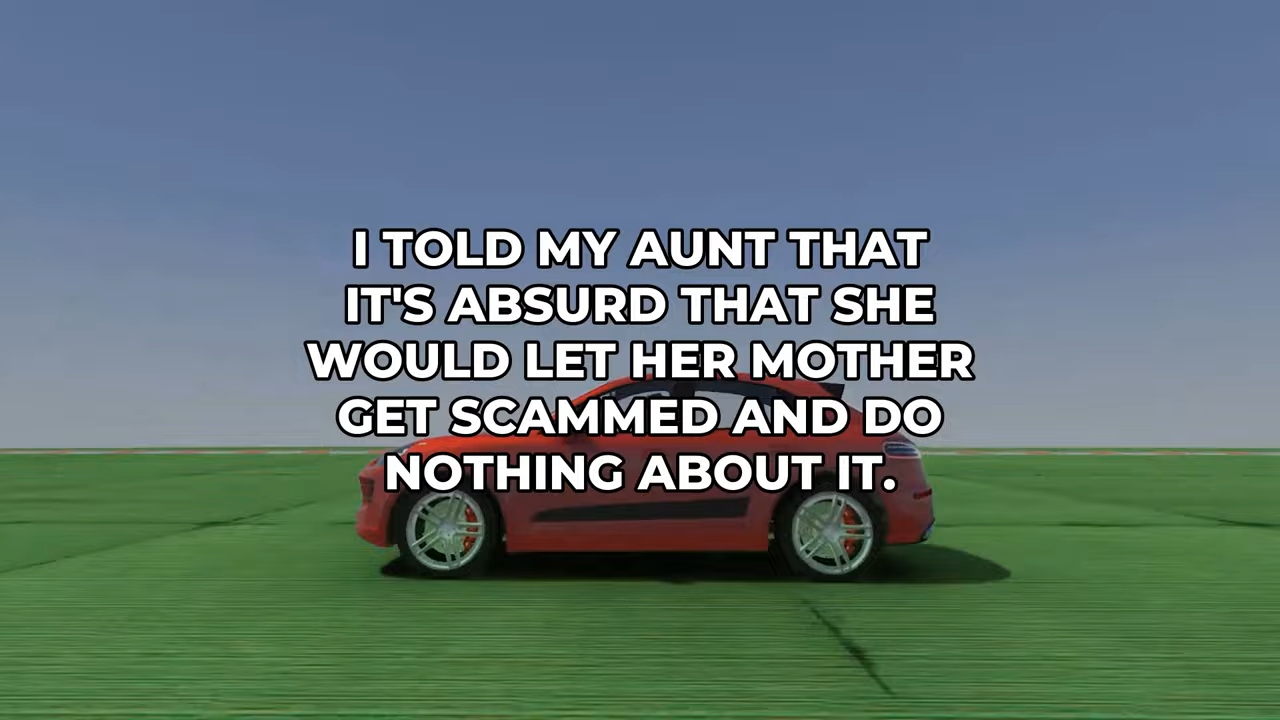 I TOLD MY AUNT THAT
IT'S ABSURD THAT SHE
WOULD LET HER MOTHER
GET SCAMMED AND DO
NOTHING ABOUT IT.